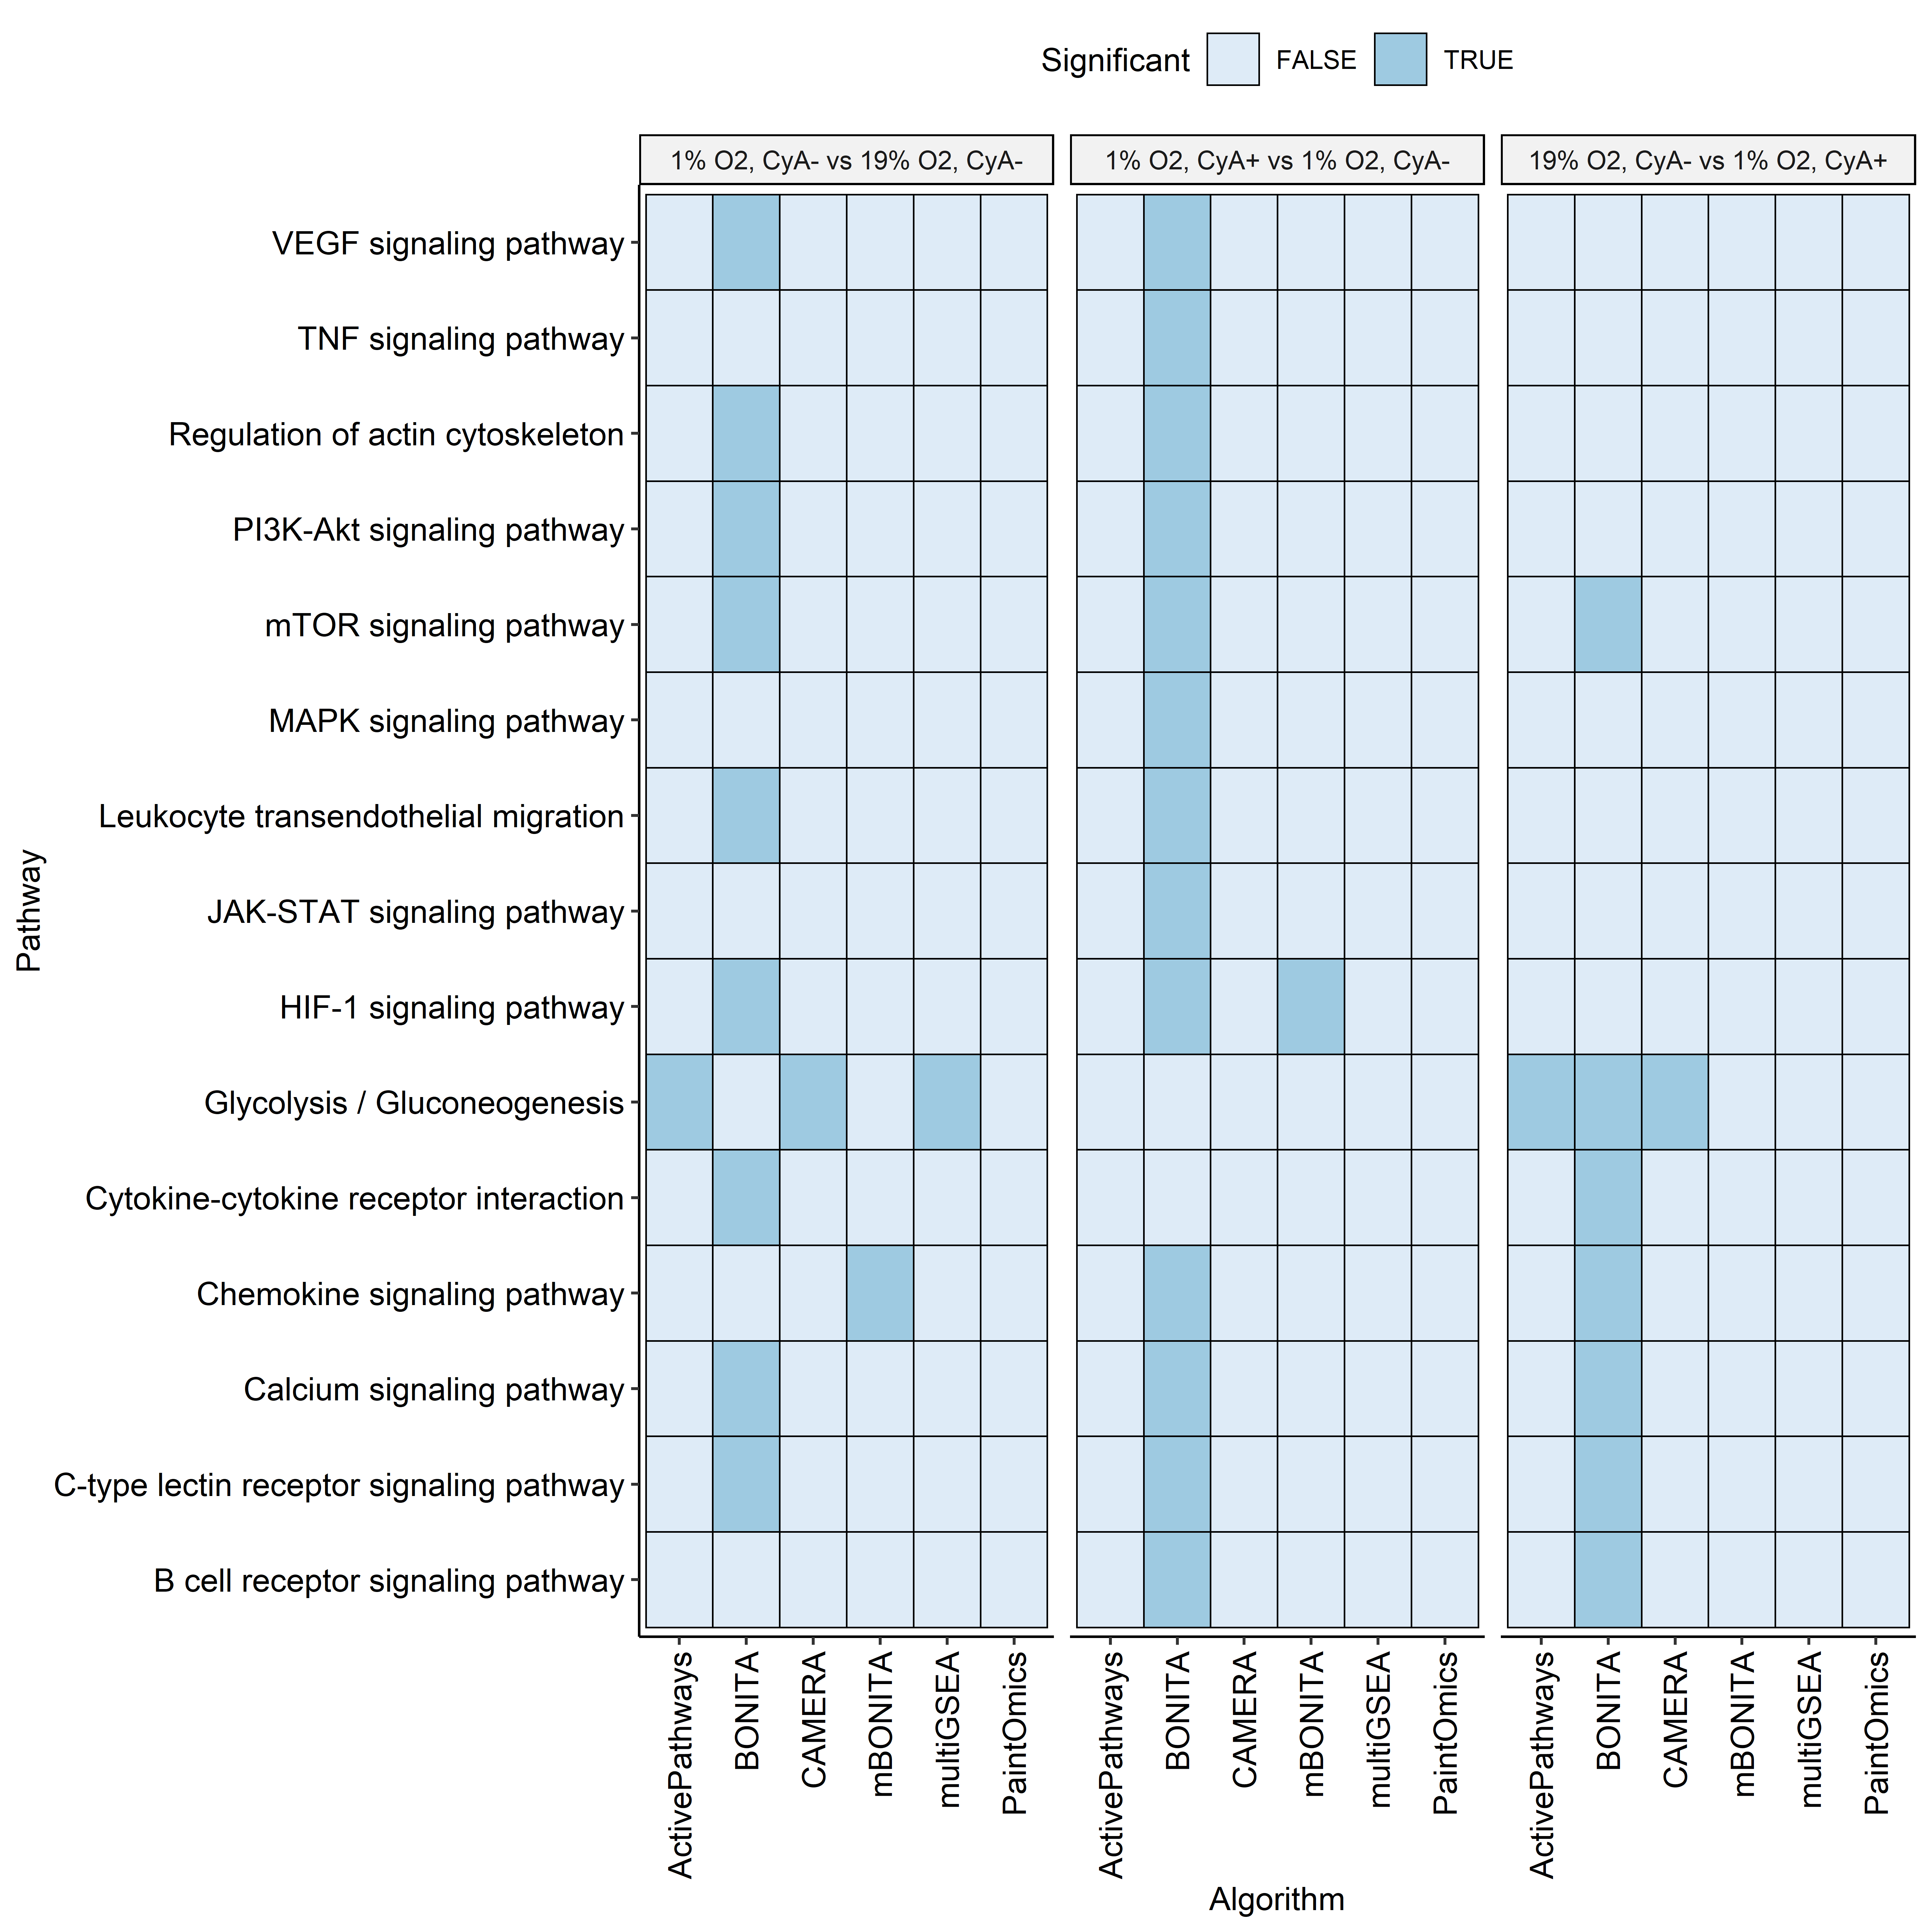 Significant FALSE TRUE
1% O2, CyA- vs 19% O2, CyA- 1% O2, CyA+ vs 1% O2, CyA- 19% O2, CyA- vs 1% O2, CyA+
VEGF signaling pathway
TNF signaling pathway
Regulation of actin cytoskeleton
PI3K-Akt signaling pathway
mTOR signaling pathway
MAPK signaling pathway
Leukocyte transendothelial migration
JAK-STAT signaling pathway
HIF-1 signaling pathway
Glycolysis / Gluconeogenesis
Cytokine-cytokine receptor interaction
Chemokine signaling pathway
Calcium signaling pathway
C-type lectin receptor signaling pathway
B cell receptor signaling pathway
Pathway
ActivePathways
BONITA
CAMERA
mBONITA
multiGSEA
PaintOmics
ActivePathways
BONITA
CAMERA
mBONITA
multiGSEA
PaintOmics
ActivePathways
BONITA
CAMERA
mBONITA
multiGSEA
PaintOmics
Algorithm